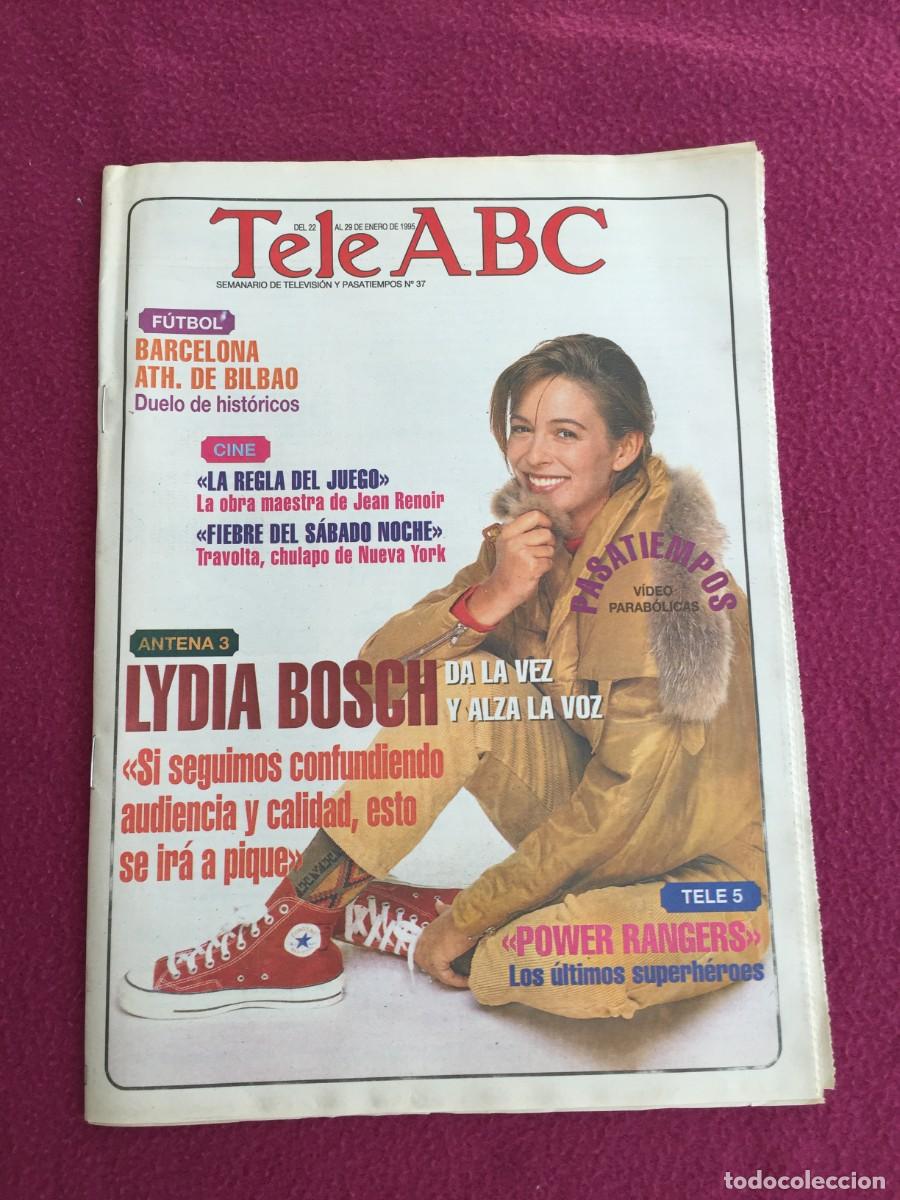 Tele ABC
DEL 22 AL 29 DE ENERO DE 1995
SEMANARIO DE TELEVISIÓN Y PASATIEMPOS Nº 37
FÚTBOL
BARCELONA
ATH. DE BILBAO
Duelo de históricos
CINE
«LA REGLA DEL JUEGO»
La obra maestra de Jean Renoir
«FIEBRE DEL SÁBADO NOCHE»
Travolta, chulapo de Nueva York
PASATIEMPOS
VÍDEO
PARABÓLICAS
ANTENA 3
LYDIA BOSCH DA LA VEZ
Y ALZA LA VOZ
«Si seguimos confundiendo
audiencia y calidad, esto
se irá a pique»
TELE 5
«POWER RANGERS»
Los últimos superhéroes
todocoleccion